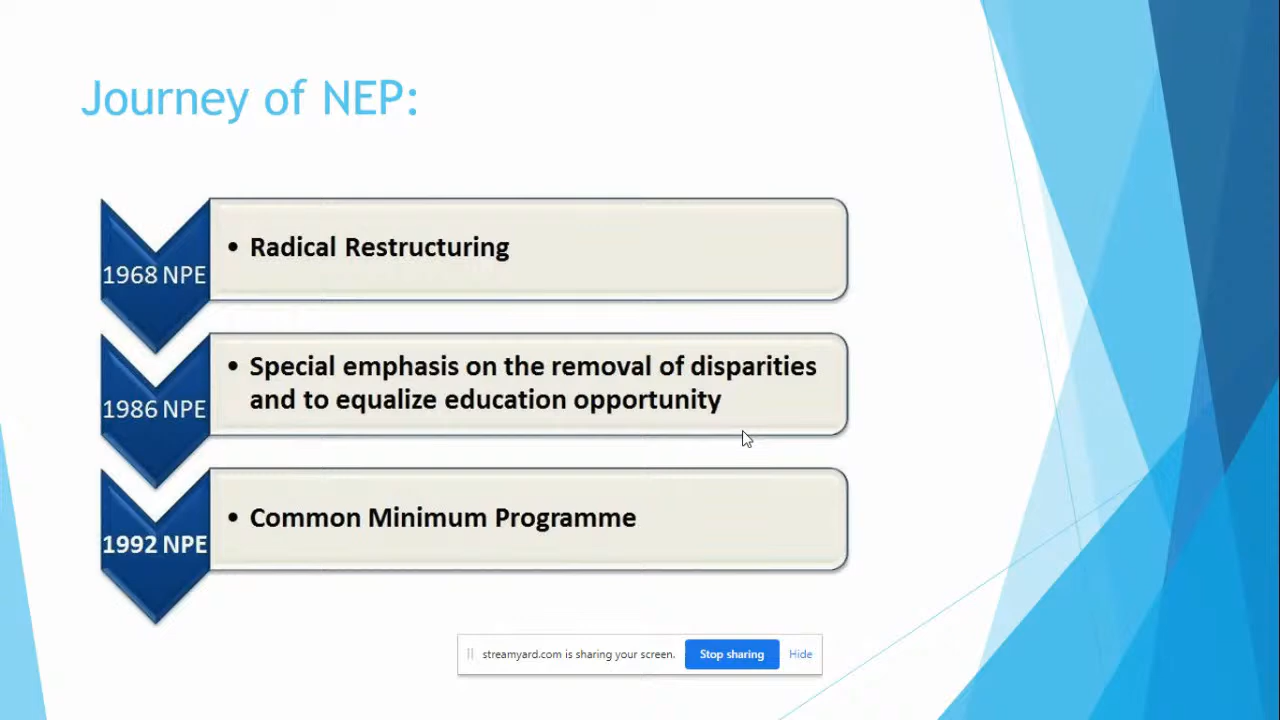 Journey of NEP:
1968 NPE
• Radical Restructuring
1986 NPE
• Special emphasis on the removal of disparities
and to equalize education opportunity
1992 NPE
• Common Minimum Programme
streamyard.com is sharing your screen. Stop sharing Hide